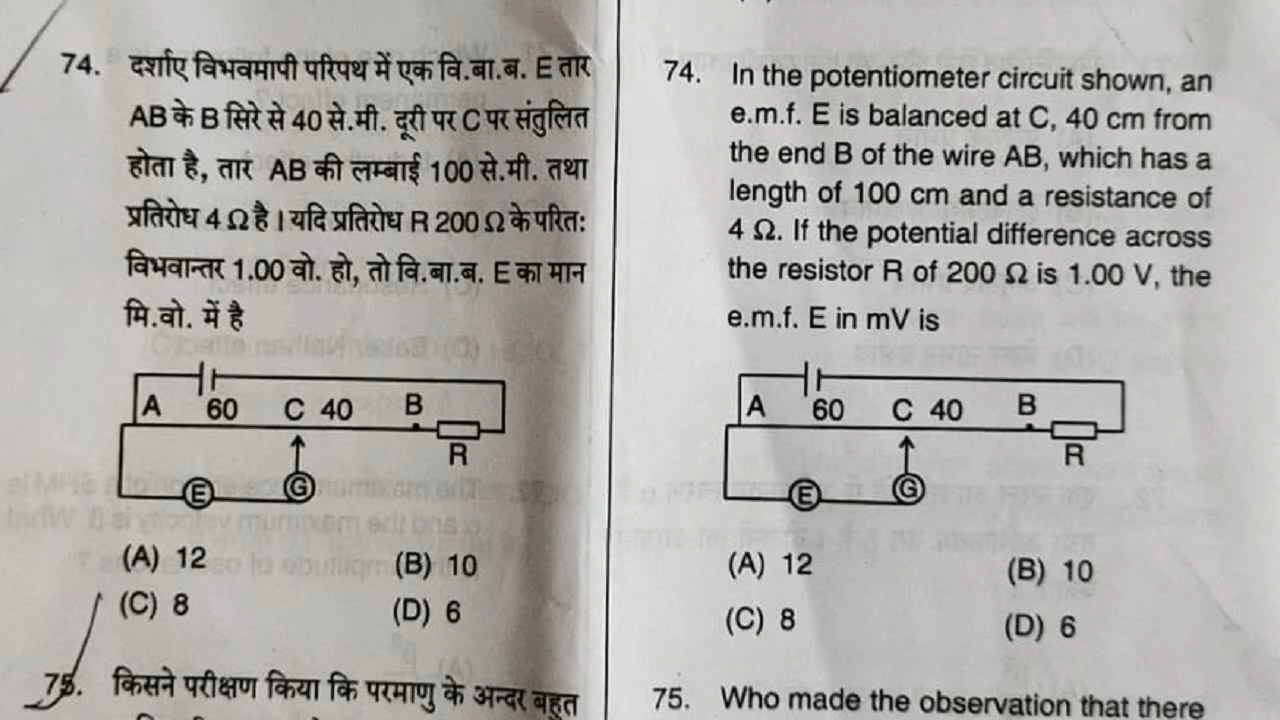 74. दर्शाए विभवमापी परिपथ में एक वि.बा.ब. E तार
AB के B सिरे से 40 से.मी. दूरी पर C पर संतुलित
होता है, तार AB की लम्बाई 100 से.मी. तथा
प्रतिरोध 4 Ω है । यदि प्रतिरोध R 200 Ω के परित:
विभवान्तर 1.00 वो. हो, तो वि.बा.ब. E का मान
मि.वो. में है
A 60 C 40 B
R
E G
(A) 12 (B) 10
(C) 8 (D) 6
75. किसने परीक्षण किया कि परमाणु के अन्दर बहुत
74. In the potentiometer circuit shown, an
e.m.f. E is balanced at C, 40 cm from
the end B of the wire AB, which has a
length of 100 cm and a resistance of
4 Ω. If the potential difference across
the resistor R of 200 Ω is 1.00 V, the
e.m.f. E in mV is
A 60 C 40 B
R
E G
(A) 12 (B) 10
(C) 8 (D) 6
75. Who made the observation that there